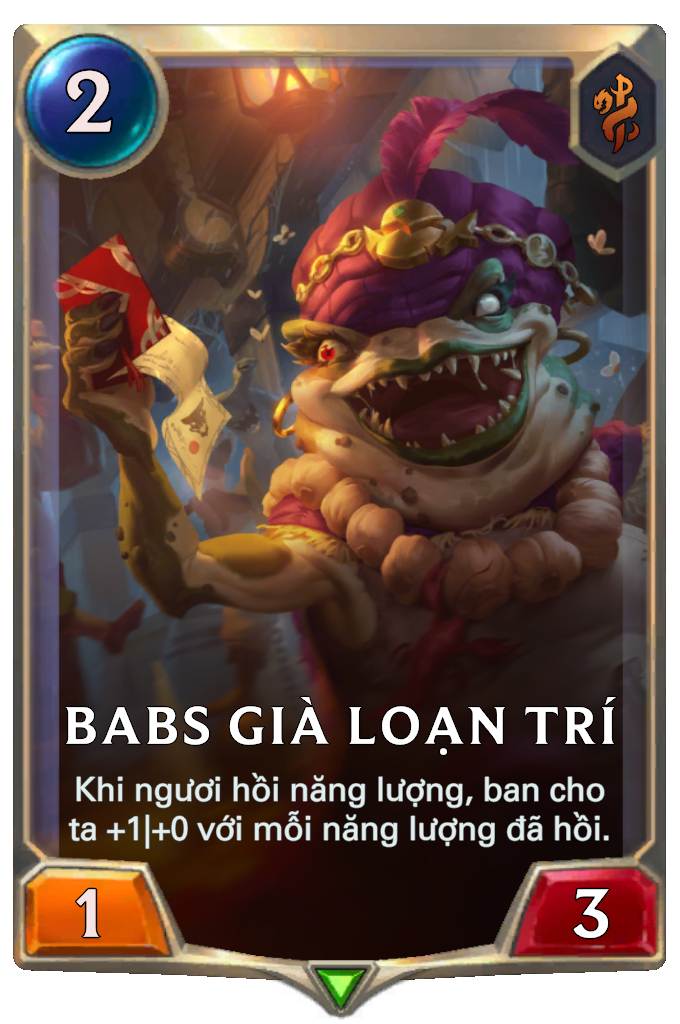 2
BABS GIÀ LOẠN TRÍ
Khi ngươi hồi năng lượng, ban cho
ta +1|+0 với mỗi năng lượng đã hồi.
1
3